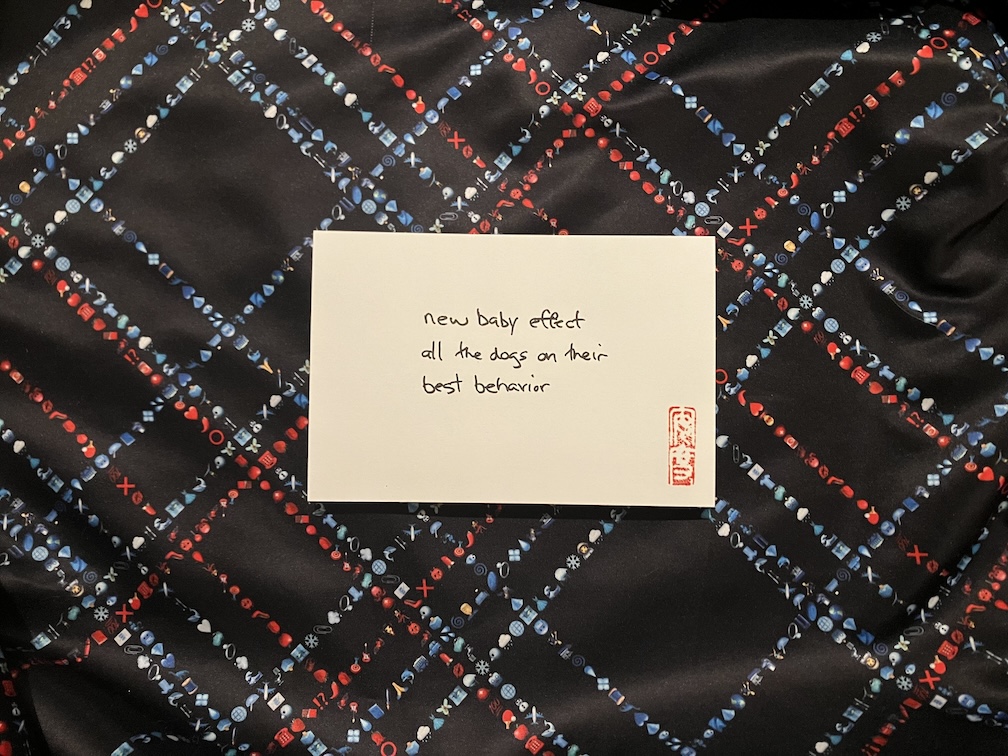 new baby effect
all the dogs on their
best behavior